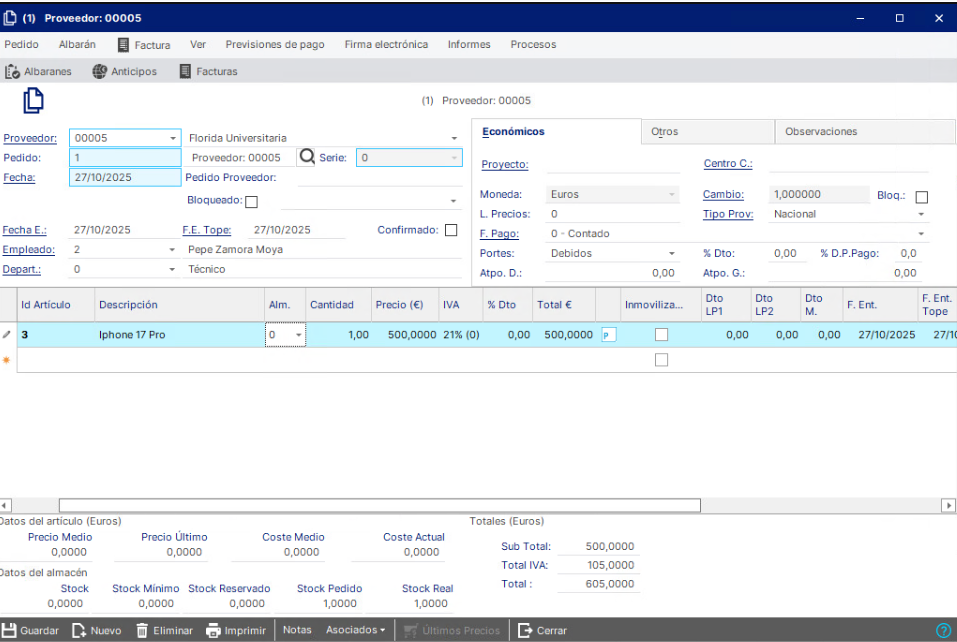 (1) Proveedor: 00005
Pedido Albarán Factura Ver Previsiones de pago Firma electrónica Informes Procesos
Albaranes Anticipos Facturas
(1) Proveedor: 00005
Proveedor: 00005 Florida Universitaria
Pedido: 1 Proveedor: 00005 Serie: 0
Fecha: 27/10/2025 Pedido Proveedor:
Bloqueado:
Fecha E.: 27/10/2025 F.E. Tope: 27/10/2025 Confirmado:
Empleado: 2 Pepe Zamora Moya
Depart.: 0 Técnico
Económicos Otros Observaciones
Proyecto: Centro C.:
Moneda: Euros Cambio: 1,000000 Bloq.:
L. Precios: 0 Tipo Prov: Nacional
F. Pago: 0 - Contado
Portes: Debidos % Dto: 0,00 % D.P.Pago: 0,0
Atpo. D.: 0,00 Atpo. G.: 0,00
Id Artículo Descripción Alm. Cantidad Precio (€) IVA % Dto Total € Inmoviliza... Dto LP1 Dto LP2 Dto M. F. Ent. F. Ent. Tope
3 Iphone 17 Pro 0 1,00 500,0000 21% (0) 0,00 500,0000 P 0,00 0,00 0,00 27/10/2025 27/10
Datos del artículo (Euros)
Precio Medio Precio Último Coste Medio Coste Actual
0,0000 0,0000 0,0000 0,0000
Datos del almacén
Stock Stock Mínimo Stock Reservado Stock Pedido Stock Real
0,0000 0,0000 0,0000 1,0000 1,0000
Totales (Euros)
Sub Total: 500,0000
Total IVA: 105,0000
Total : 605,0000
Guardar Nuevo Eliminar Imprimir Notas Asociados Últimos Precios Cerrar ?